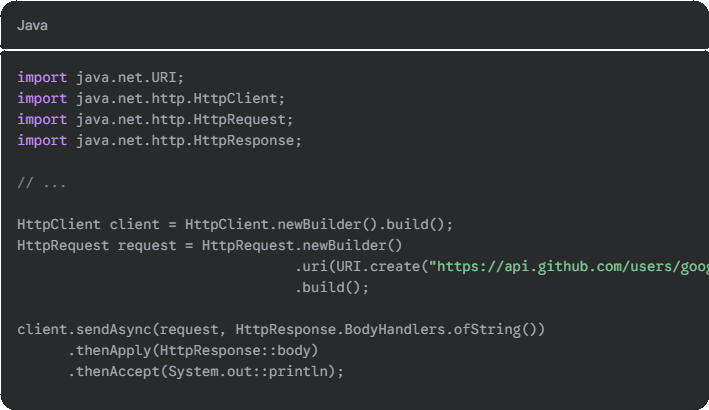 Java
import java.net.URI;
import java.net.http.HttpClient;
import java.net.http.HttpRequest;
import java.net.http.HttpResponse;
// ...
HttpClient client = HttpClient.newBuilder().build();
HttpRequest request = HttpRequest.newBuilder()
.uri(URI.create("https://api.github.com/users/goog
.build();
client.sendAsync(request, HttpResponse.BodyHandlers.ofString())
.thenApply(HttpResponse::body)
.thenAccept(System.out::println);